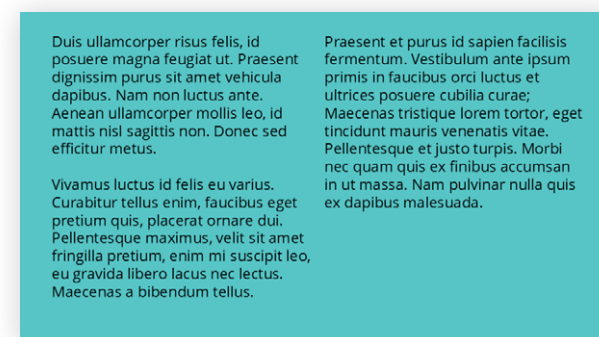 Duis ullamcorper risus felis, id
posuere magna feugiat ut. Praesent
dignissim purus sit amet vehicula
dapibus. Nam non luctus ante.
Aenean ullamcorper mollis leo, id
mattis nisl sagittis non. Donec sed
efficitur metus.

Vivamus luctus id felis eu varius.
Curabitur tellus enim, faucibus eget
pretium quis, placerat ornare dui.
Pellentesque maximus, velit sit amet
fringilla pretium, enim mi suscipit leo,
eu gravida libero lacus nec lectus.
Maecenas a bibendum tellus.

Praesent et purus id sapien facilisis
fermentum. Vestibulum ante ipsum
primis in faucibus orci luctus et
ultrices posuere cubilia curae;
Maecenas tristique lorem tortor, eget
tincidunt mauris venenatis vitae.
Pellentesque et justo turpis. Morbi
nec quam quis ex finibus accumsan
in ut massa. Nam pulvinar nulla quis
ex dapibus malesuada.